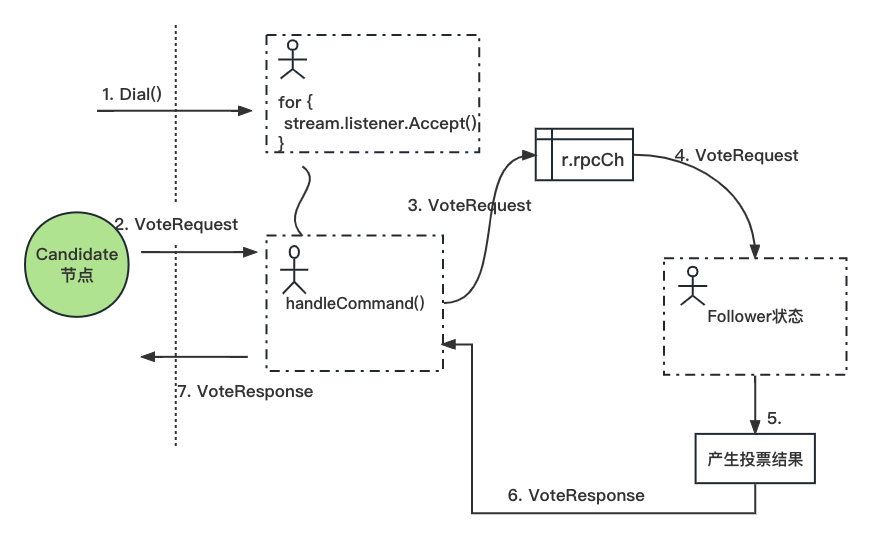 1. Dial()
for {
stream.listener.Accept()
}
r.rpcCh
4. VoteRequest
3. VoteRequest
2. VoteRequest
Candidate
节点
handleCommand()
Follower状态
7. VoteResponse
5.
产生投票结果
6. VoteResponse